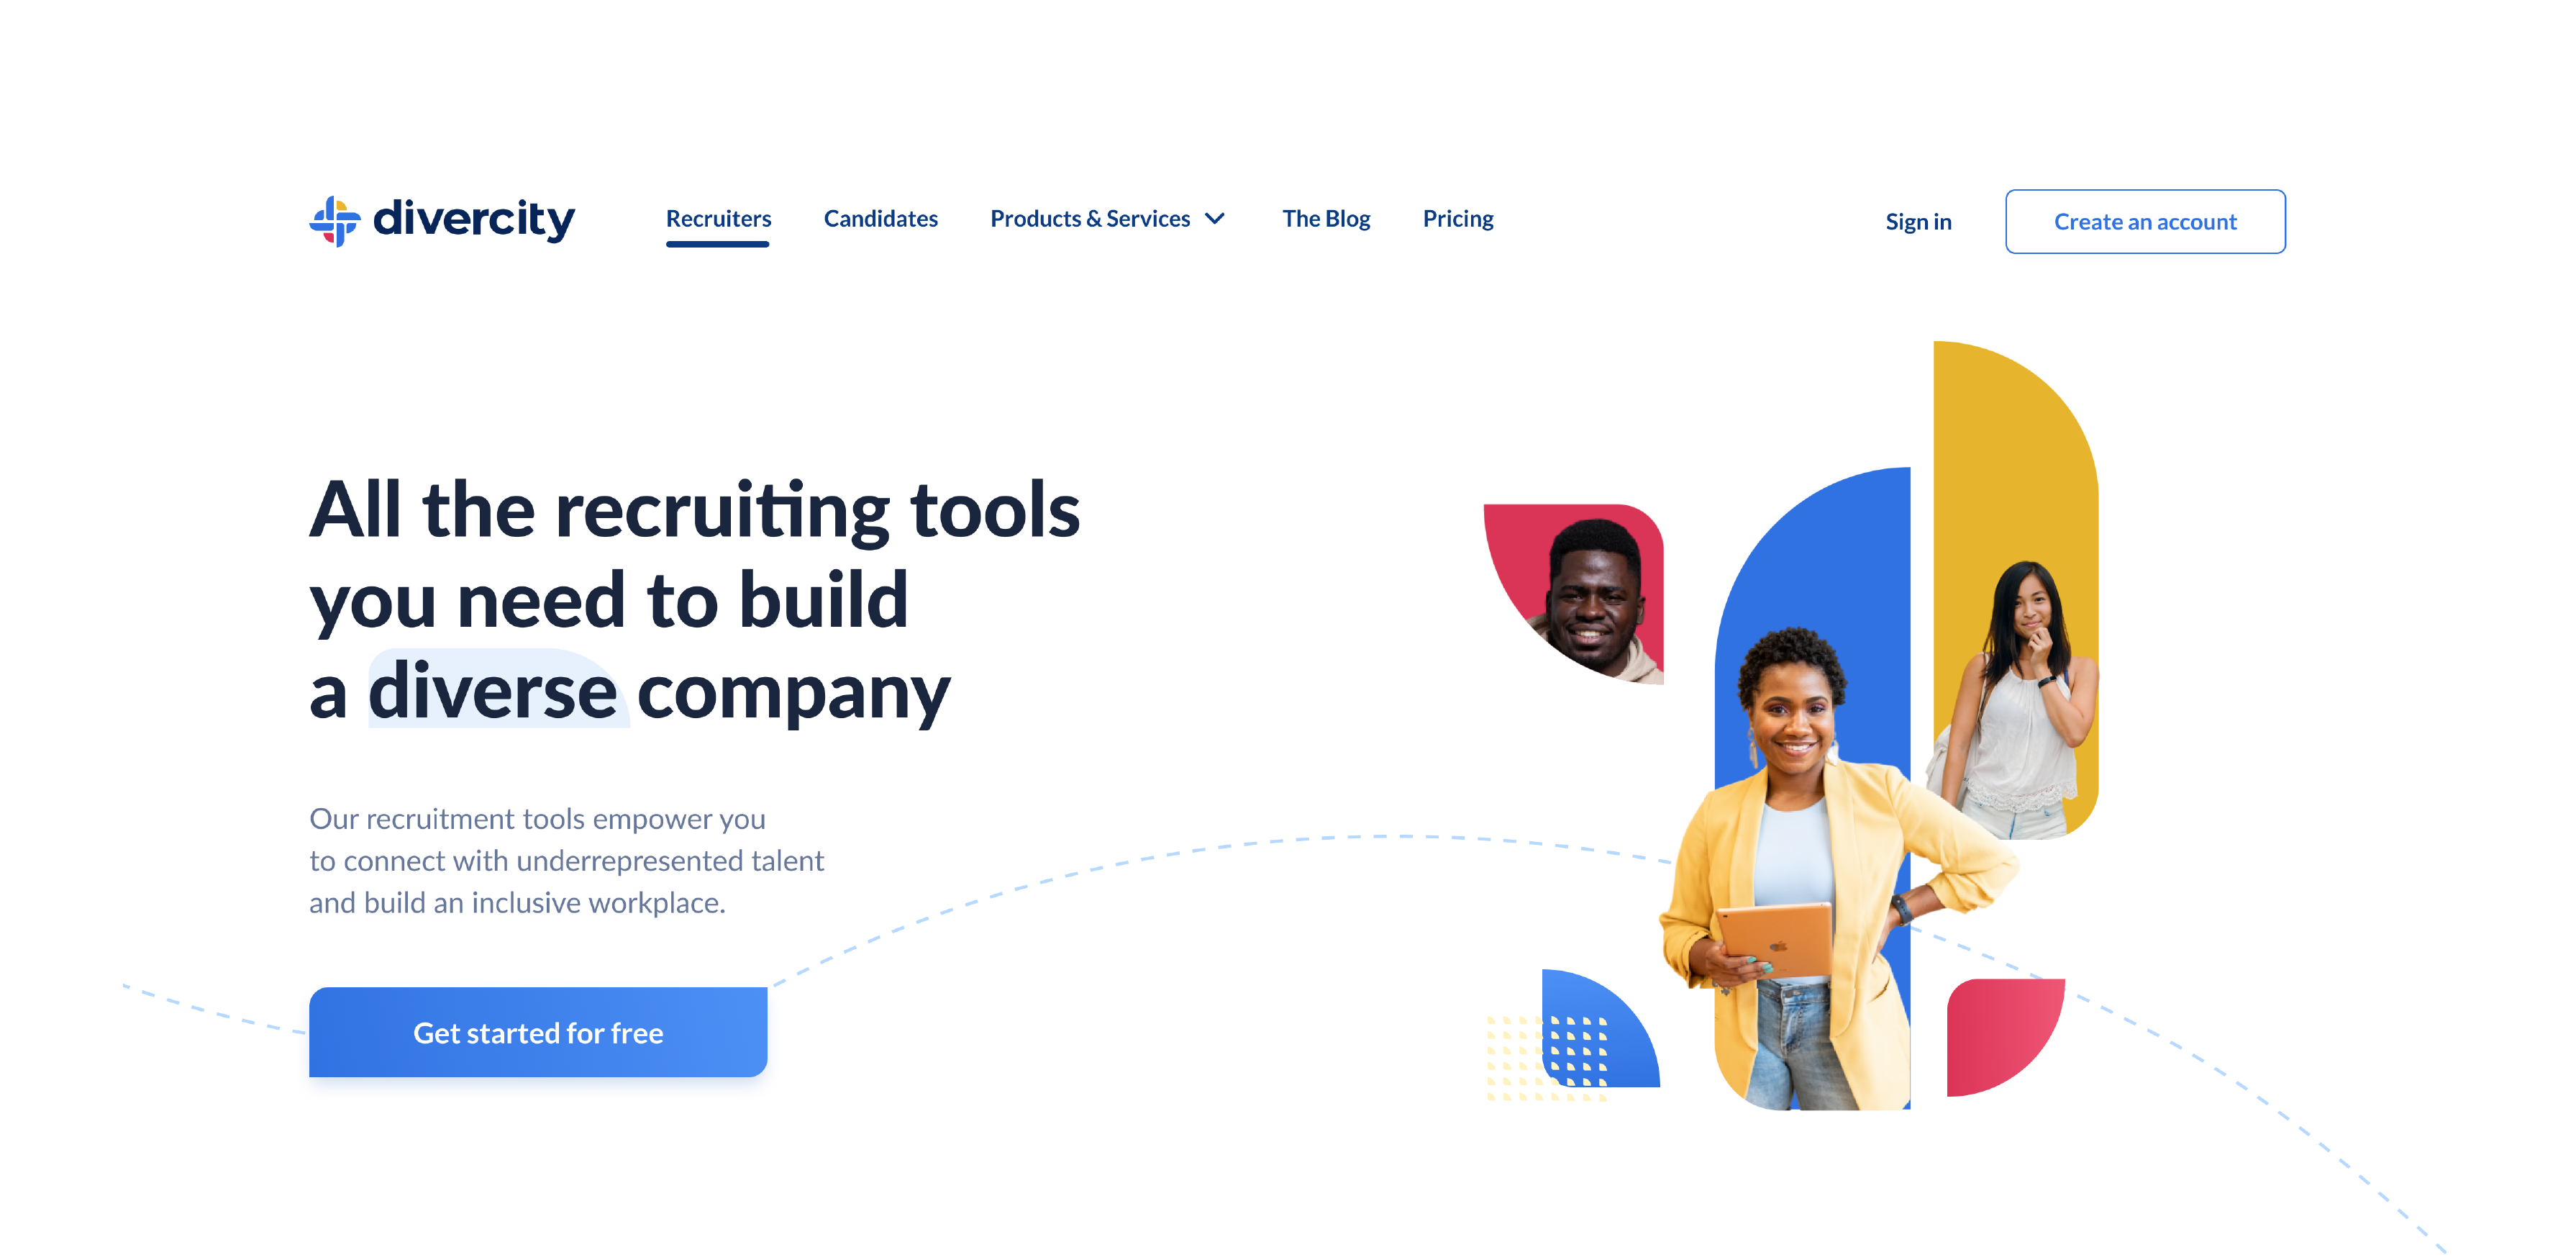 divercity
Recruiters
Candidates
Products & Services
The Blog
Pricing
Sign in
Create an account
All the recruiting tools
you need to build
a diverse company
Our recruitment tools empower you
to connect with underrepresented talent
and build an inclusive workplace.
Get started for free